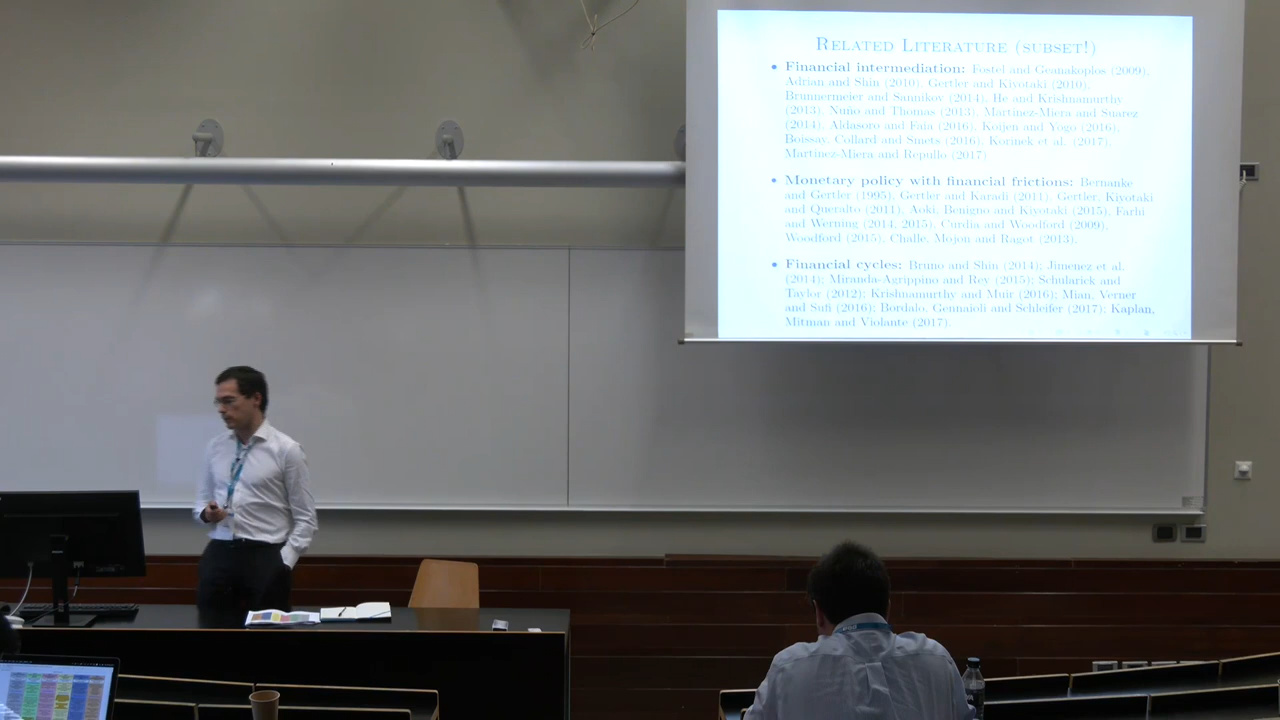 RELATED LITERATURE (SUBSET!)
• Financial intermediation: Fostel and Geanakoplos (2009),
Adrian and Shin (2010), Gertler and Kiyotaki (2010),
Brunnermeier and Sannikov (2014), He and Krishnamurthy
(2013), Nuño and Thomas (2013), Martinez-Miera and Suarez
(2014), Aldasoro and Faia (2016), Koijen and Yogo (2016),
Boissay, Collard and Smets (2016), Korinek et al. (2017),
Martinez-Miera and Repullo (2017)
• Monetary policy with financial frictions: Bernanke
and Gertler (1995), Gertler and Karadi (2011), Gertler, Kiyotaki
and Queralto (2011), Aoki, Benigno and Kiyotaki (2015), Farhi
and Werning (2014, 2015), Curdia and Woodford (2009),
Woodford (2015); Challe, Mojon and Ragot (2013).
• Financial cycles: Bruno and Shin (2014); Jimenez et al.
(2014); Miranda-Agrippino and Rey (2015); Schularick and
Taylor (2012); Krishnamurthy and Muir (2016); Mian, Verner
and Sufi (2016); Bordalo, Gennaioli and Schleifer (2017); Kaplan,
Mitman and Violante (2017).